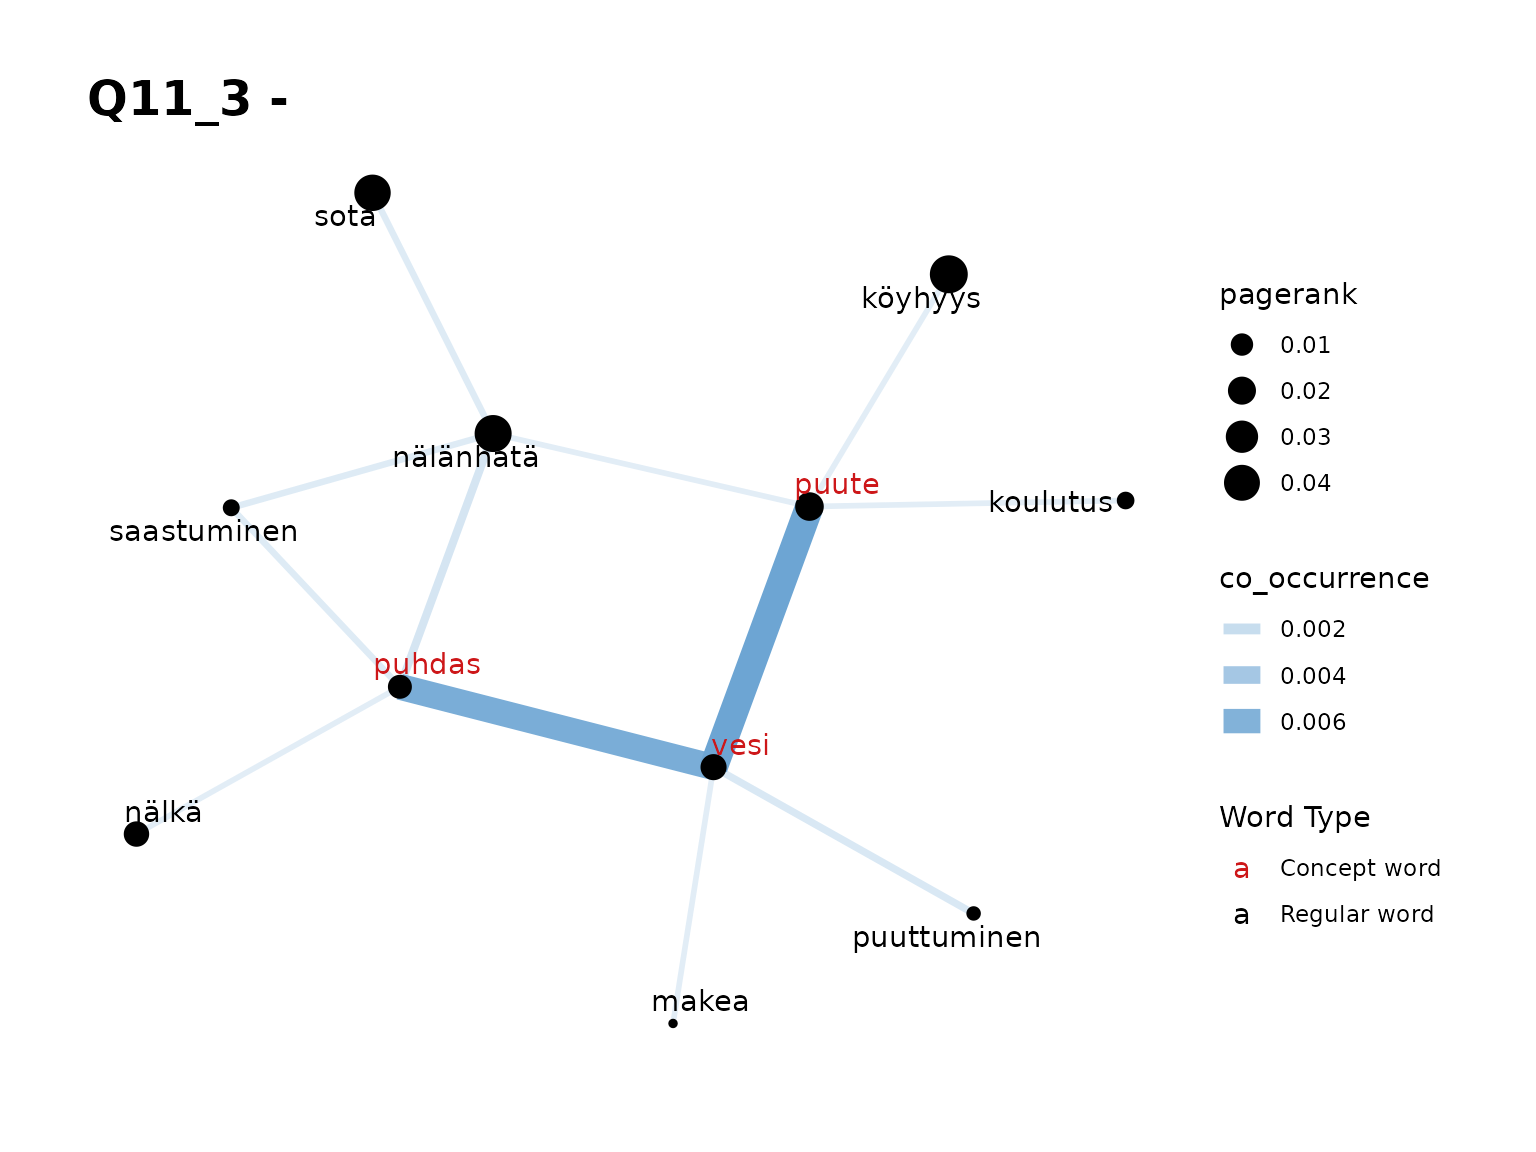 Q11_3 -
sota
köyhyys
nälänhätä
puute
koulutus
saastuminen
puhdas
vesi
nälkä
puuttuminen
makea
pagerank
0.01
0.02
0.03
0.04
co_occurrence
0.002
0.004
0.006
Word Type
a Concept word
a Regular word